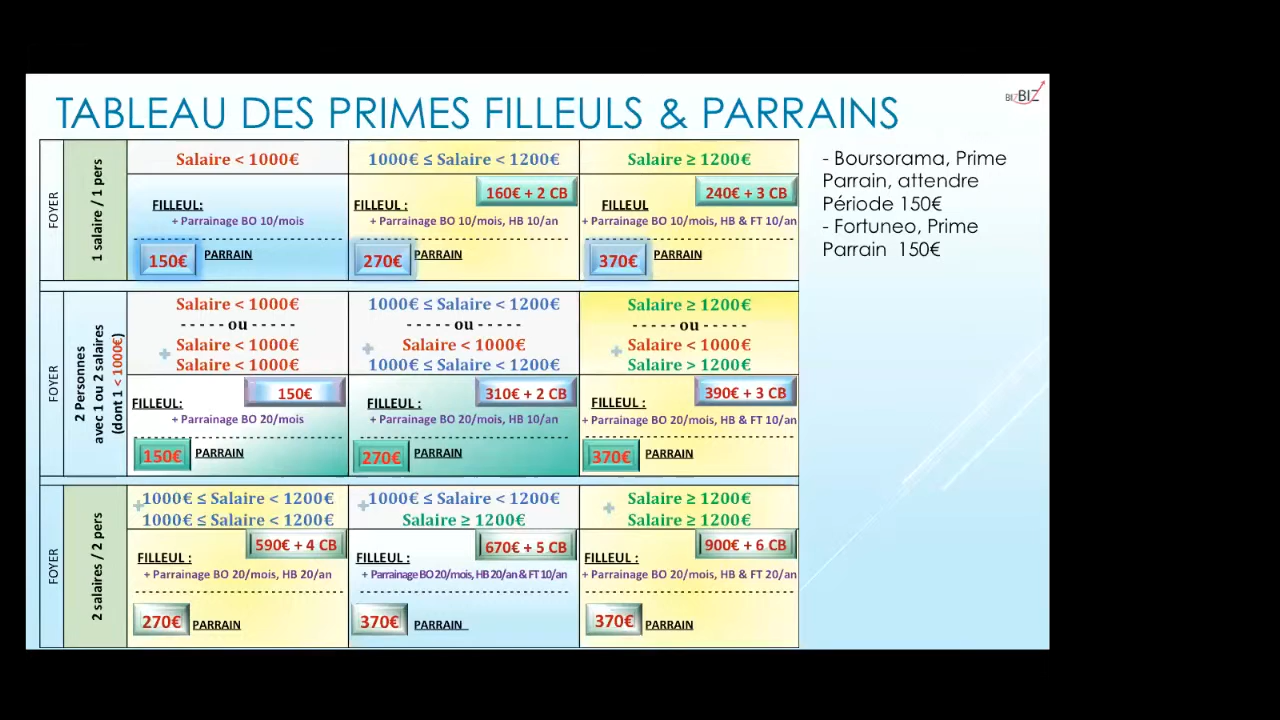 TABLEAU DES PRIMES FILLEULS & PARRAINS
BIZBIZ
FOYER
1 salaire / 1 pers
Salaire < 1000€
1000€ ≤ Salaire < 1200€
Salaire ≥ 1200€
FILLEUL:
+ Parrainage BO 10/mois
150€ PARRAIN
160€ + 2 CB
FILLEUL :
+ Parrainage BO 10/mois, HB 10/an
270€ PARRAIN
240€ + 3 CB
FILLEUL
+ Parrainage BO 10/mois, HB & FT 10/an
370€ PARRAIN
FOYER
2 Personnes
avec 1 ou 2 salaires
(dont 1 < 1000€)
Salaire < 1000€
- - - - - ou - - - - -
+ Salaire < 1000€
Salaire < 1000€
1000€ ≤ Salaire < 1200€
- - - - - ou - - - - -
+ Salaire < 1000€
1000€ ≤ Salaire < 1200€
Salaire ≥ 1200€
- - - - - ou - - - - -
+ Salaire < 1000€
Salaire > 1200€
150€
FILLEUL:
+ Parrainage BO 20/mois
150€ PARRAIN
310€ + 2 CB
FILLEUL :
+ Parrainage BO 20/mois, HB 10/an
270€ PARRAIN
390€ + 3 CB
FILLEUL :
+ Parrainage BO 20/mois, HB & FT 10/an
370€ PARRAIN
FOYER
2 salaires / 2 pers
+ 1000€ ≤ Salaire < 1200€
1000€ ≤ Salaire < 1200€
+ 1000€ ≤ Salaire < 1200€
Salaire ≥ 1200€
+ Salaire ≥ 1200€
Salaire ≥ 1200€
590€ + 4 CB
FILLEUL :
+ Parrainage BO 20/mois, HB 20/an
270€ PARRAIN
670€ + 5 CB
FILLEUL :
+ Parrainage BO 20/mois, HB 20/an & FT 10/an
370€ PARRAIN
900€ + 6 CB
FILLEUL :
+ Parrainage BO 20/mois, HB & FT 20/an
370€ PARRAIN
- Boursorama, Prime
Parrain, attendre
Période 150€
- Fortuneo, Prime
Parrain 150€